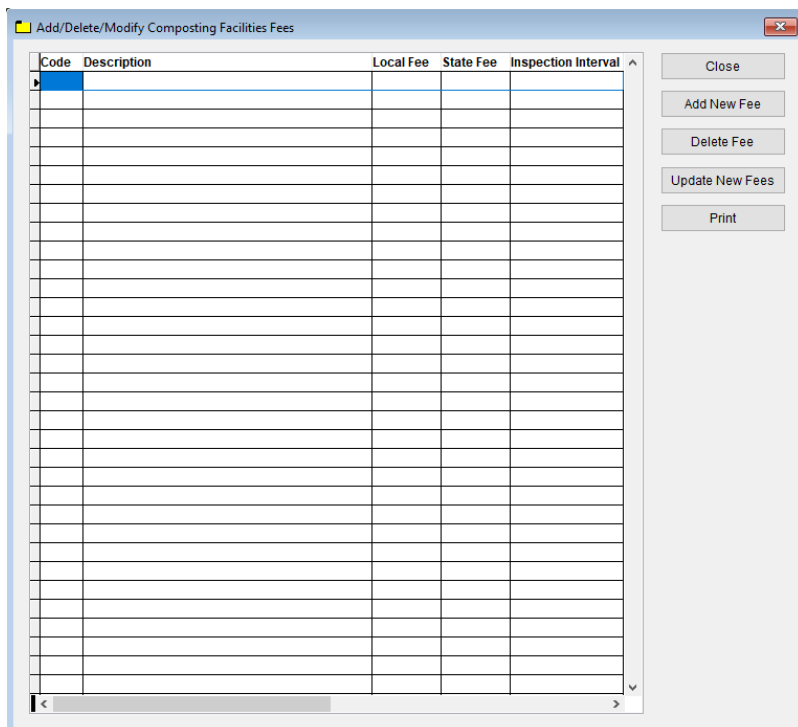 Add/Delete/Modify Composting Facilities Fees
Code Description Local Fee State Fee Inspection Interval
Close
Add New Fee
Delete Fee
Update New Fees
Print